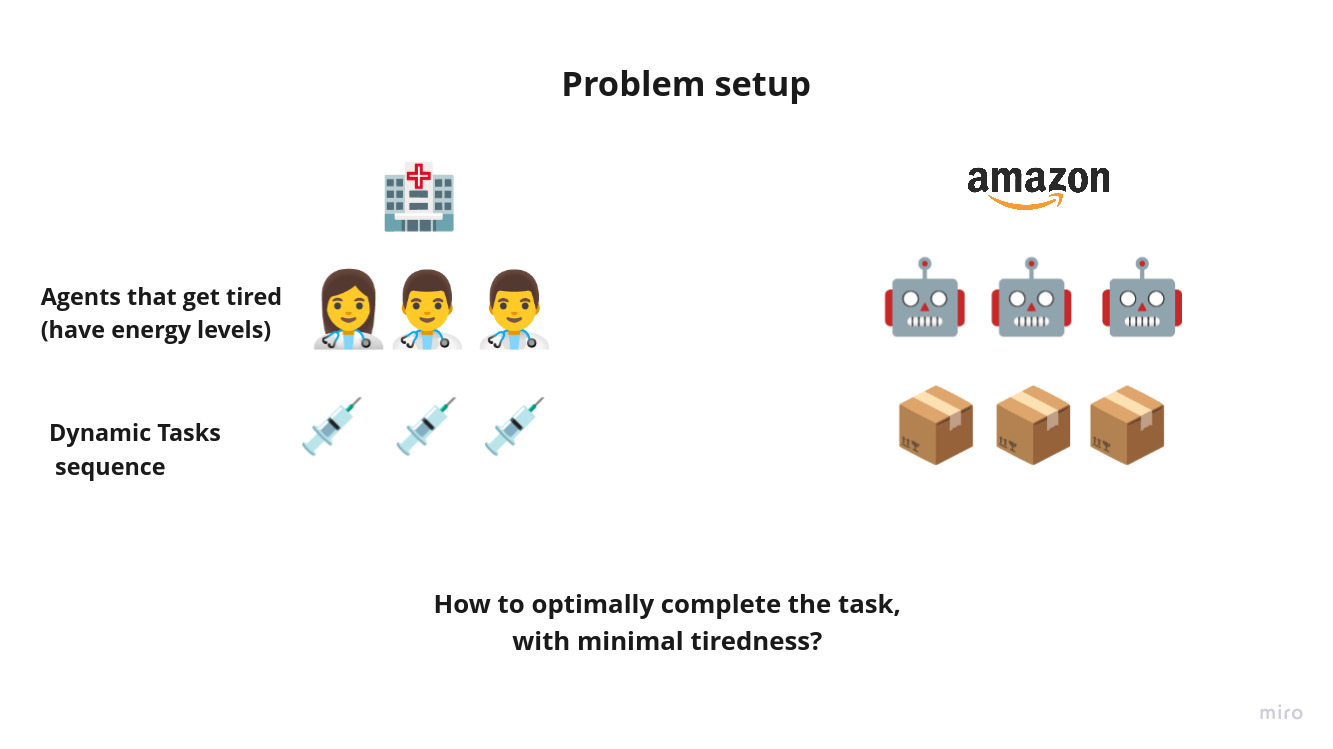 Problem setup
amazon
Agents that get tired
(have energy levels)
Dynamic Tasks
sequence
How to optimally complete the task,
with minimal tiredness?
miro